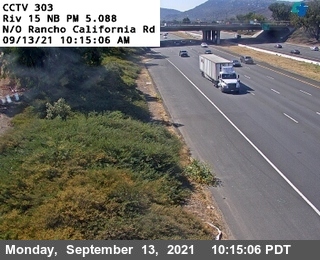 CCTV 303
Riv 15 NB PM 5.088
N/O Rancho California Rd
09/13/21 10:15:06 AM
Monday, September 13, 2021 10:15:06 PDT